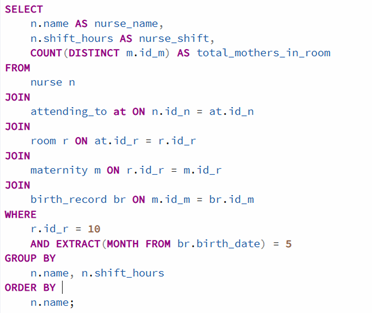 SELECT
n.name AS nurse_name,
n.shift_hours AS nurse_shift,
COUNT(DISTINCT m.id_m) AS total_mothers_in_room
FROM
nurse n
JOIN
attending_to at ON n.id_n = at.id_n
JOIN
room r ON at.id_r = r.id_r
JOIN
maternity m ON r.id_r = m.id_r
JOIN
birth_record br ON m.id_m = br.id_m
WHERE
r.id_r = 10
AND EXTRACT(MONTH FROM br.birth_date) = 5
GROUP BY
n.name, n.shift_hours
ORDER BY
n.name;